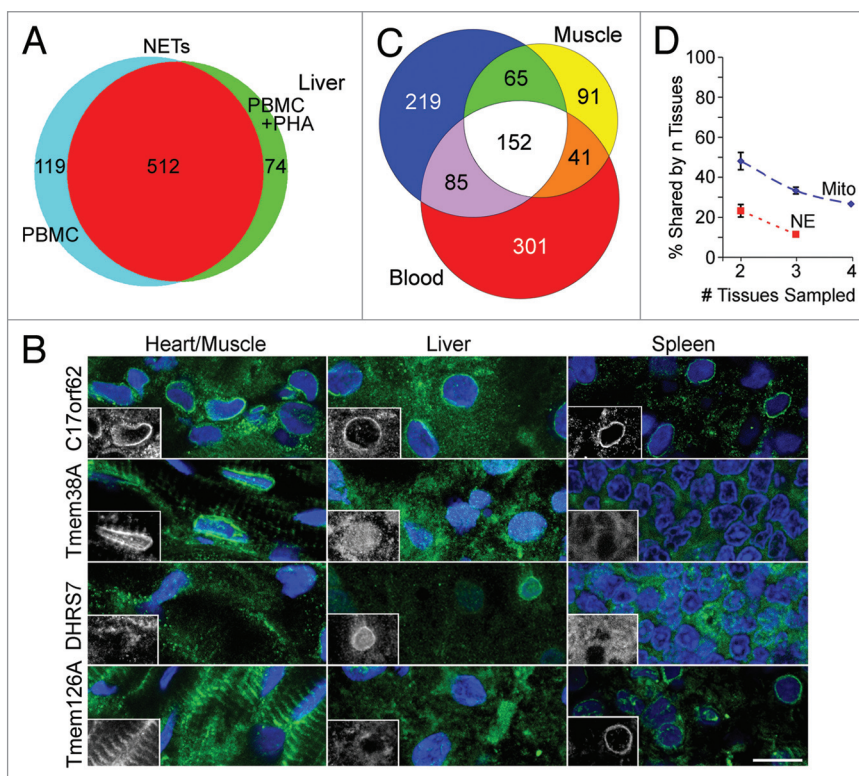 A
NETs
Liver
PBMC
+PHA
119
512
74
PBMC
C
Muscle
219
65
91
152
85
41
301
Blood
D
100
80
60
40
20
0
% Shared by n Tissues
Mito
NE
2
3
4
# Tissues Sampled
B
Heart/Muscle
Liver
Spleen
C17orf62
Tmem38A
DHRS7
Tmem126A